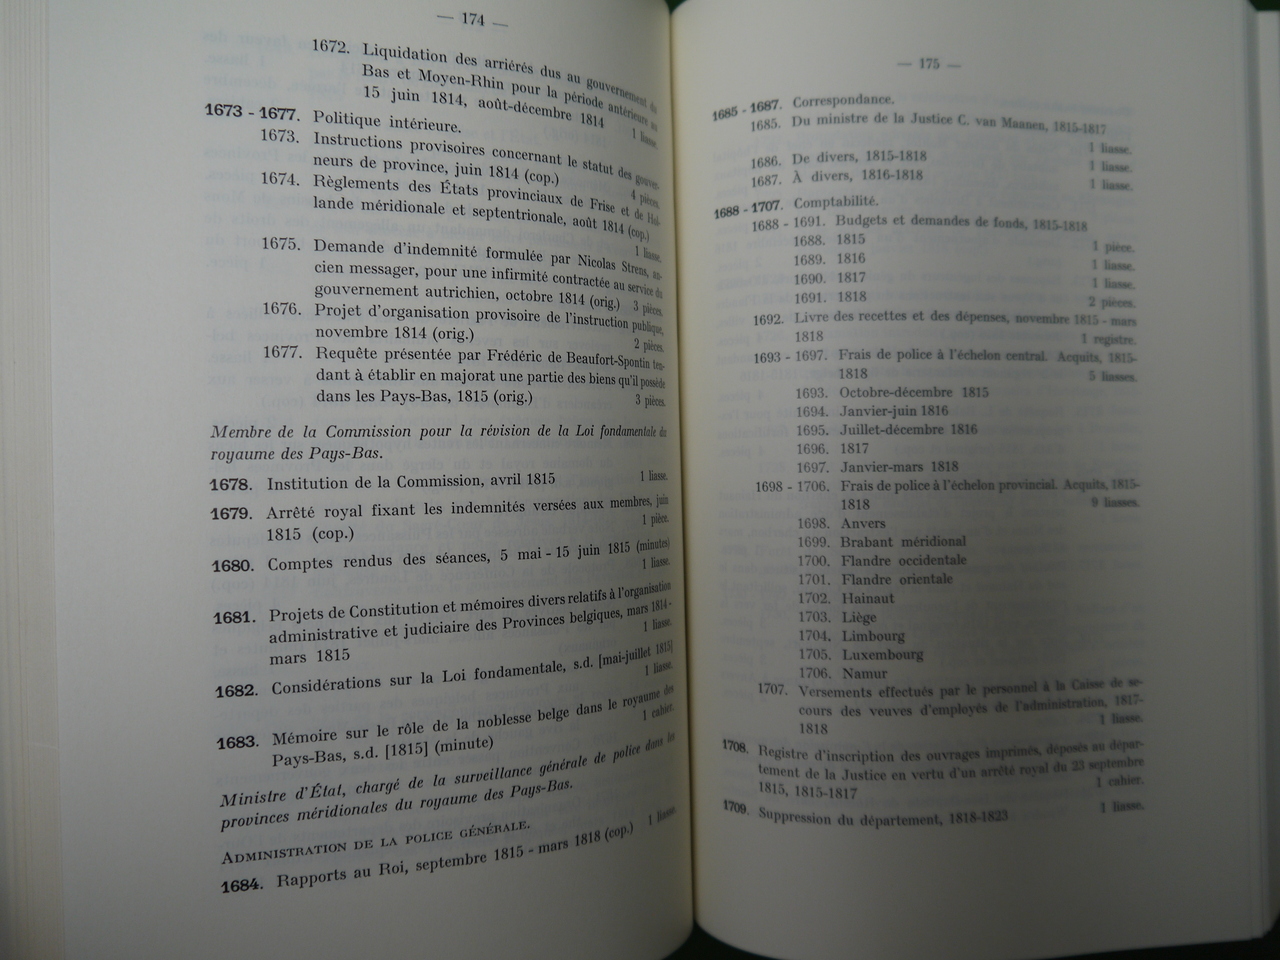 — 174 —
1672. Liquidation des arriérés dus au gouvernement du
Bas et Moyen-Rhin pour la période antérieure au
15 juin 1814, août-décembre 1814 1 liasse.
1673 - 1677. Politique intérieure.
1673. Instructions provisoires concernant le statut des gouver-
neurs de province, juin 1814 (cop.) 4 pièces.
1674. Règlements des États provinciaux de Frise et de Hol-
lande méridionale et septentrionale, août 1814 (cop.)
1 liasse.
1675. Demande d'indemnité formulée par Nicolas Strens, an-
cien messager, pour une infirmité contractée au service du
gouvernement autrichien, octobre 1814 (orig.) 3 pièces.
1676. Projet d'organisation provisoire de l'instruction publique,
novembre 1814 (orig.) 2 pièces.
1677. Requête présentée par Frédéric de Beaufort-Spontin ten-
dant à établir en majorat une partie des biens qu'il possède
dans les Pays-Bas, 1815 (orig.) 3 pièces.
Membre de la Commission pour la révision de la Loi fondamentale du
royaume des Pays-Bas.
1678. Institution de la Commission, avril 1815 1 liasse.
1679. Arrêté royal fixant les indemnités versées aux membres, juin
1815 (cop.) 1 pièce.
1680. Comptes rendus des séances, 5 mai - 15 juin 1815 (minutes)
1 liasse.
1681. Projets de Constitution et mémoires divers relatifs à l'organisation
administrative et judiciaire des Provinces belgiques, mars 1814 -
mars 1815 1 liasse.
1682. Considérations sur la Loi fondamentale, s.d. [mai-juillet 1815]
1 liasse.
1683. Mémoire sur le rôle de la noblesse belge dans le royaume des
Pays-Bas, s.d. [1815] (minute) 1 cahier.
Ministre d'État, chargé de la surveillance générale de police dans les
provinces méridionales du royaume des Pays-Bas.
ADMINISTRATION DE LA POLICE GÉNÉRALE.
1684. Rapports au Roi, septembre 1815 - mars 1818 (cop.) 1 liasse.
— 175 —
1685 - 1687. Correspondance.
1685. Du ministre de la Justice C. van Maanen, 1815-1817
1 liasse.
1686. De divers, 1815-1818 1 liasse.
1687. À divers, 1816-1818 1 liasse.
1688 - 1707. Comptabilité.
1688 - 1691. Budgets et demandes de fonds, 1815-1818
1688. 1815 1 pièce.
1689. 1816 1 liasse.
1690. 1817 1 liasse.
1691. 1818 2 pièces.
1692. Livre des recettes et des dépenses, novembre 1815 - mars
1818 1 registre.
1693 - 1697. Frais de police à l'échelon central. Acquits, 1815-
1818 5 liasses.
1693. Octobre-décembre 1815
1694. Janvier-juin 1816
1695. Juillet-décembre 1816
1696. 1817
1697. Janvier-mars 1818
1698 - 1706. Frais de police à l'échelon provincial. Acquits, 1815-
1818 9 liasses.
1698. Anvers
1699. Brabant méridional
1700. Flandre occidentale
1701. Flandre orientale
1702. Hainaut
1703. Liège
1704. Limbourg
1705. Luxembourg
1706. Namur
1707. Versements effectués par le personnel à la Caisse de se-
cours des veuves d'employés de l'administration, 1817-
1818 1 liasse.
1708. Registre d'inscription des ouvrages imprimés, déposés au dépar-
tement de la Justice en vertu d'un arrêté royal du 23 septembre
1815, 1815-1817 1 cahier.
1709. Suppression du département, 1818-1823 1 liasse.